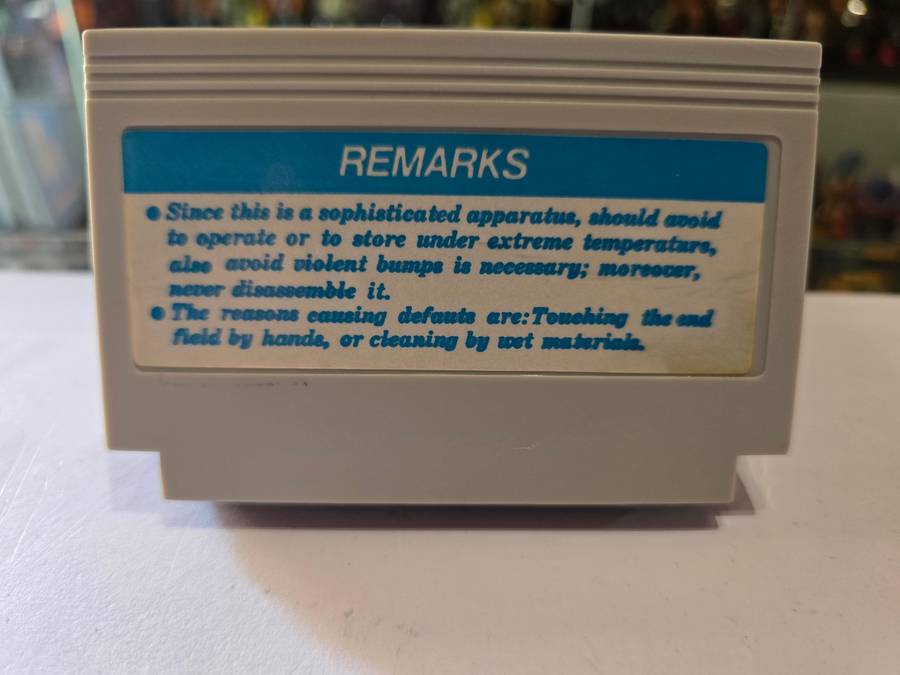 REMARKS
● Since this is a sophisticated apparatus, should avoid
to operate or to store under extreme temperature,
also avoid violent bumps is necessary; moreover,
never disassemble it.
● The reasons causing defauts are:Touching the end
field by hands, or cleaning by wet materials.